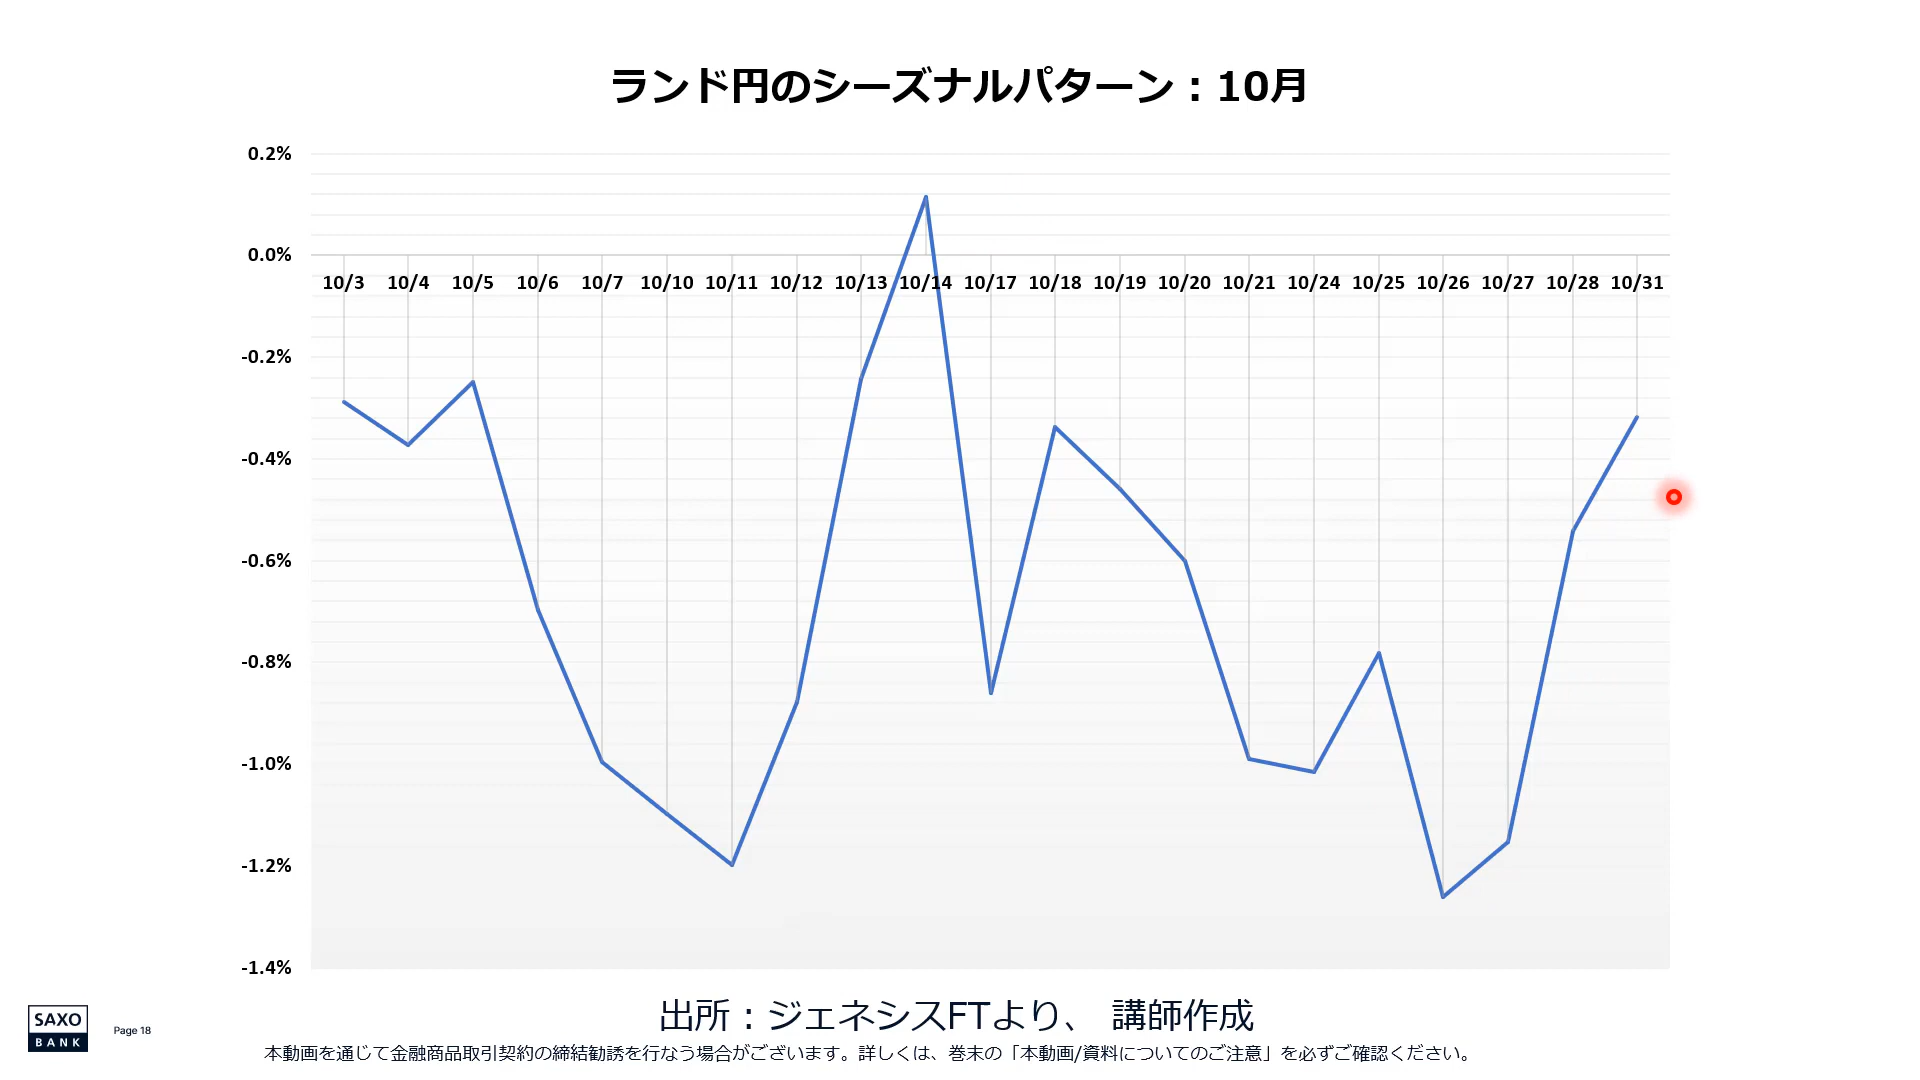 ランド円のシーズナルパターン：10月
0.2%
0.0%
10/3 10/4 10/5 10/6 10/7 10/10 10/11 10/12 10/13 10/14 10/17 10/18 10/19 10/20 10/21 10/24 10/25 10/26 10/27 10/28 10/31
-0.2%
-0.4%
-0.6%
-0.8%
-1.0%
-1.2%
-1.4%
出所：ジェネシスFTより、 講師作成
SAXO
BANK
Page 18
本動画を通じて金融商品取引契約の締結勧誘を行なう場合がございます。詳しくは、巻末の「本動画/資料についてのご注意」を必ずご確認ください。